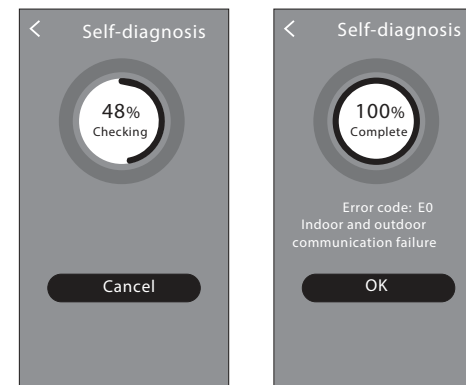 Self-diagnosis
48%
Checking
Cancel
Self-diagnosis
100%
Complete
Error code: E0
Indoor and outdoor
communication failure
OK